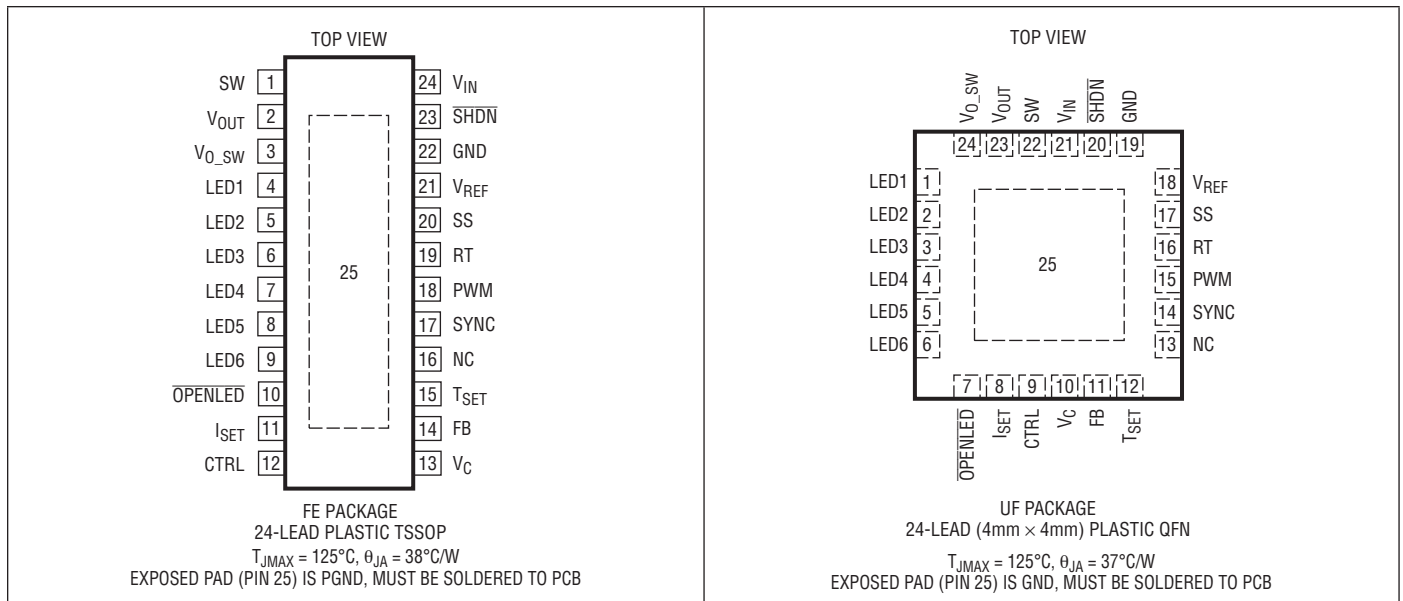 TOP VIEW
SW 1
VOUT 2
VO_SW 3
LED1 4
LED2 5
LED3 6
LED4 7
LED5 8
LED6 9
OPENLED 10
ISET 11
CTRL 12
24 VIN
23 SHDN
22 GND
21 VREF
20 SS
19 RT
18 PWM
17 SYNC
16 NC
15 TSET
14 FB
13 VC
25
FE PACKAGE
24-LEAD PLASTIC TSSOP
TJMAX = 125°C, θJA = 38°C/W
EXPOSED PAD (PIN 25) IS PGND, MUST BE SOLDERED TO PCB
TOP VIEW
VO_SW VOUT SW VIN SHDN GND
24 23 22 21 20 19
LED1 1
LED2 2
LED3 3
LED4 4
LED5 5
LED6 6
18 VREF
17 SS
16 RT
15 PWM
14 SYNC
13 NC
25
7 8 9 10 11 12
OPENLED ISET CTRL VC FB TSET
UF PACKAGE
24-LEAD (4mm × 4mm) PLASTIC QFN
TJMAX = 125°C, θJA = 37°C/W
EXPOSED PAD (PIN 25) IS GND, MUST BE SOLDERED TO PCB